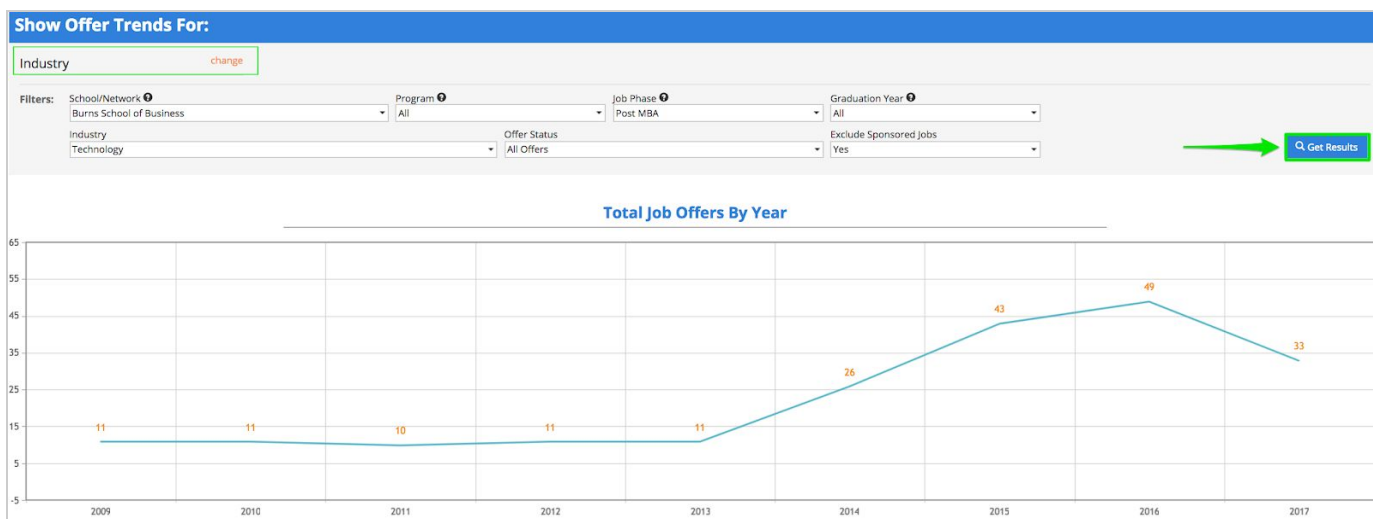 Show Offer Trends For:
Industry change
Filters: School/Network ? Program ? Job Phase ? Graduation Year ?
Burns School of Business All Post MBA All
Industry Offer Status Exclude Sponsored Jobs
Technology All Offers Yes Get Results
Total Job Offers By Year
65
55
49
45
43
35
33
26
25
15
11 11 10 11 11
5
-5
2009 2010 2011 2012 2013 2014 2015 2016 2017